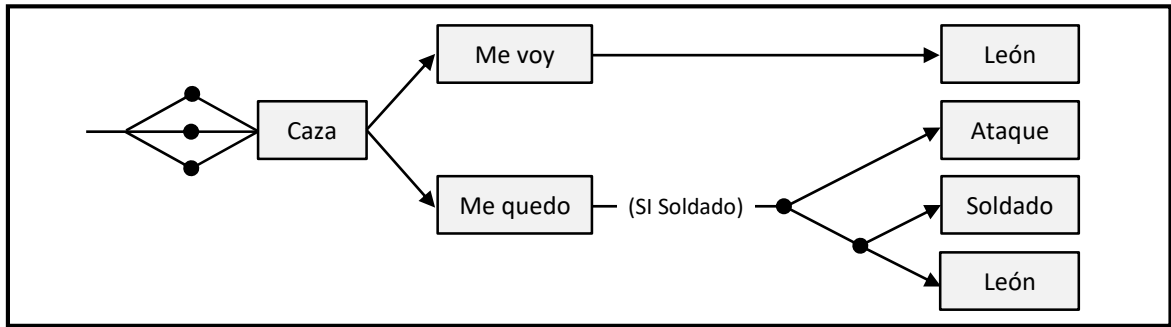 Me voy
León
Caza
Ataque
Me quedo
(SI Soldado)
Soldado
León